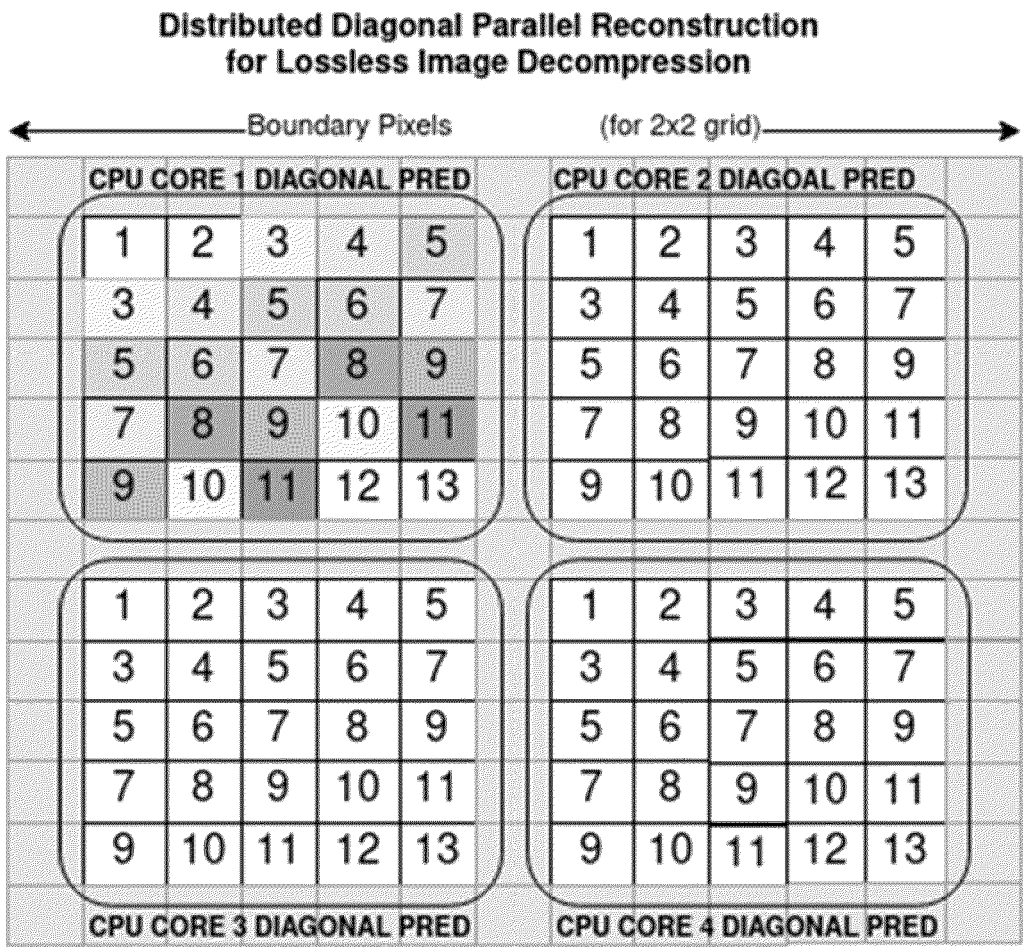 Distributed Diagonal Parallel Reconstruction
for Lossless Image Decompression
Boundary Pixels (for 2x2 grid)
CPU CORE 1 DIAGONAL PRED CPU CORE 2 DIAGOAL PRED
1 2 3 4 5 1 2 3 4 5
3 4 5 6 7 3 4 5 6 7
5 6 7 8 9 5 6 7 8 9
7 8 9 10 11 7 8 9 10 11
9 10 11 12 13 9 10 11 12 13
1 2 3 4 5 1 2 3 4 5
3 4 5 6 7 3 4 5 6 7
5 6 7 8 9 5 6 7 8 9
7 8 9 10 11 7 8 9 10 11
9 10 11 12 13 9 10 11 12 13
CPU CORE 3 DIAGONAL PRED CPU CORE 4 DIAGONAL PRED